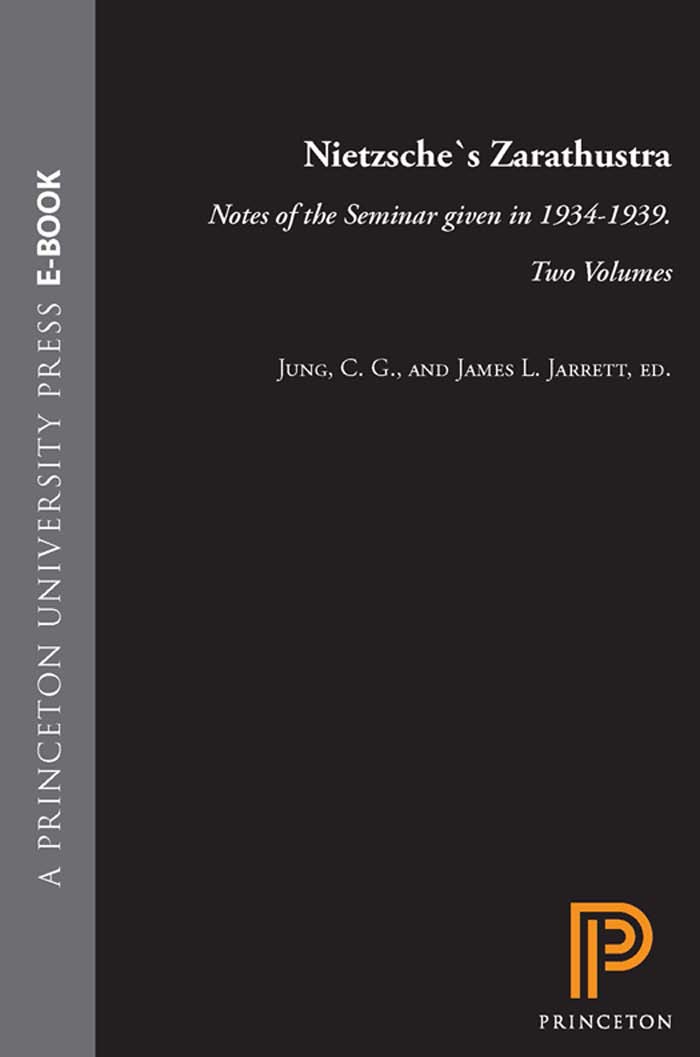 A PRINCETON UNIVERSITY PRESS E-BOOK
Nietzsche`s Zarathustra
Notes of the Seminar given in 1934-1939.
Two Volumes
Jung, C. G., and James L. Jarrett, ed.
PRINCETON